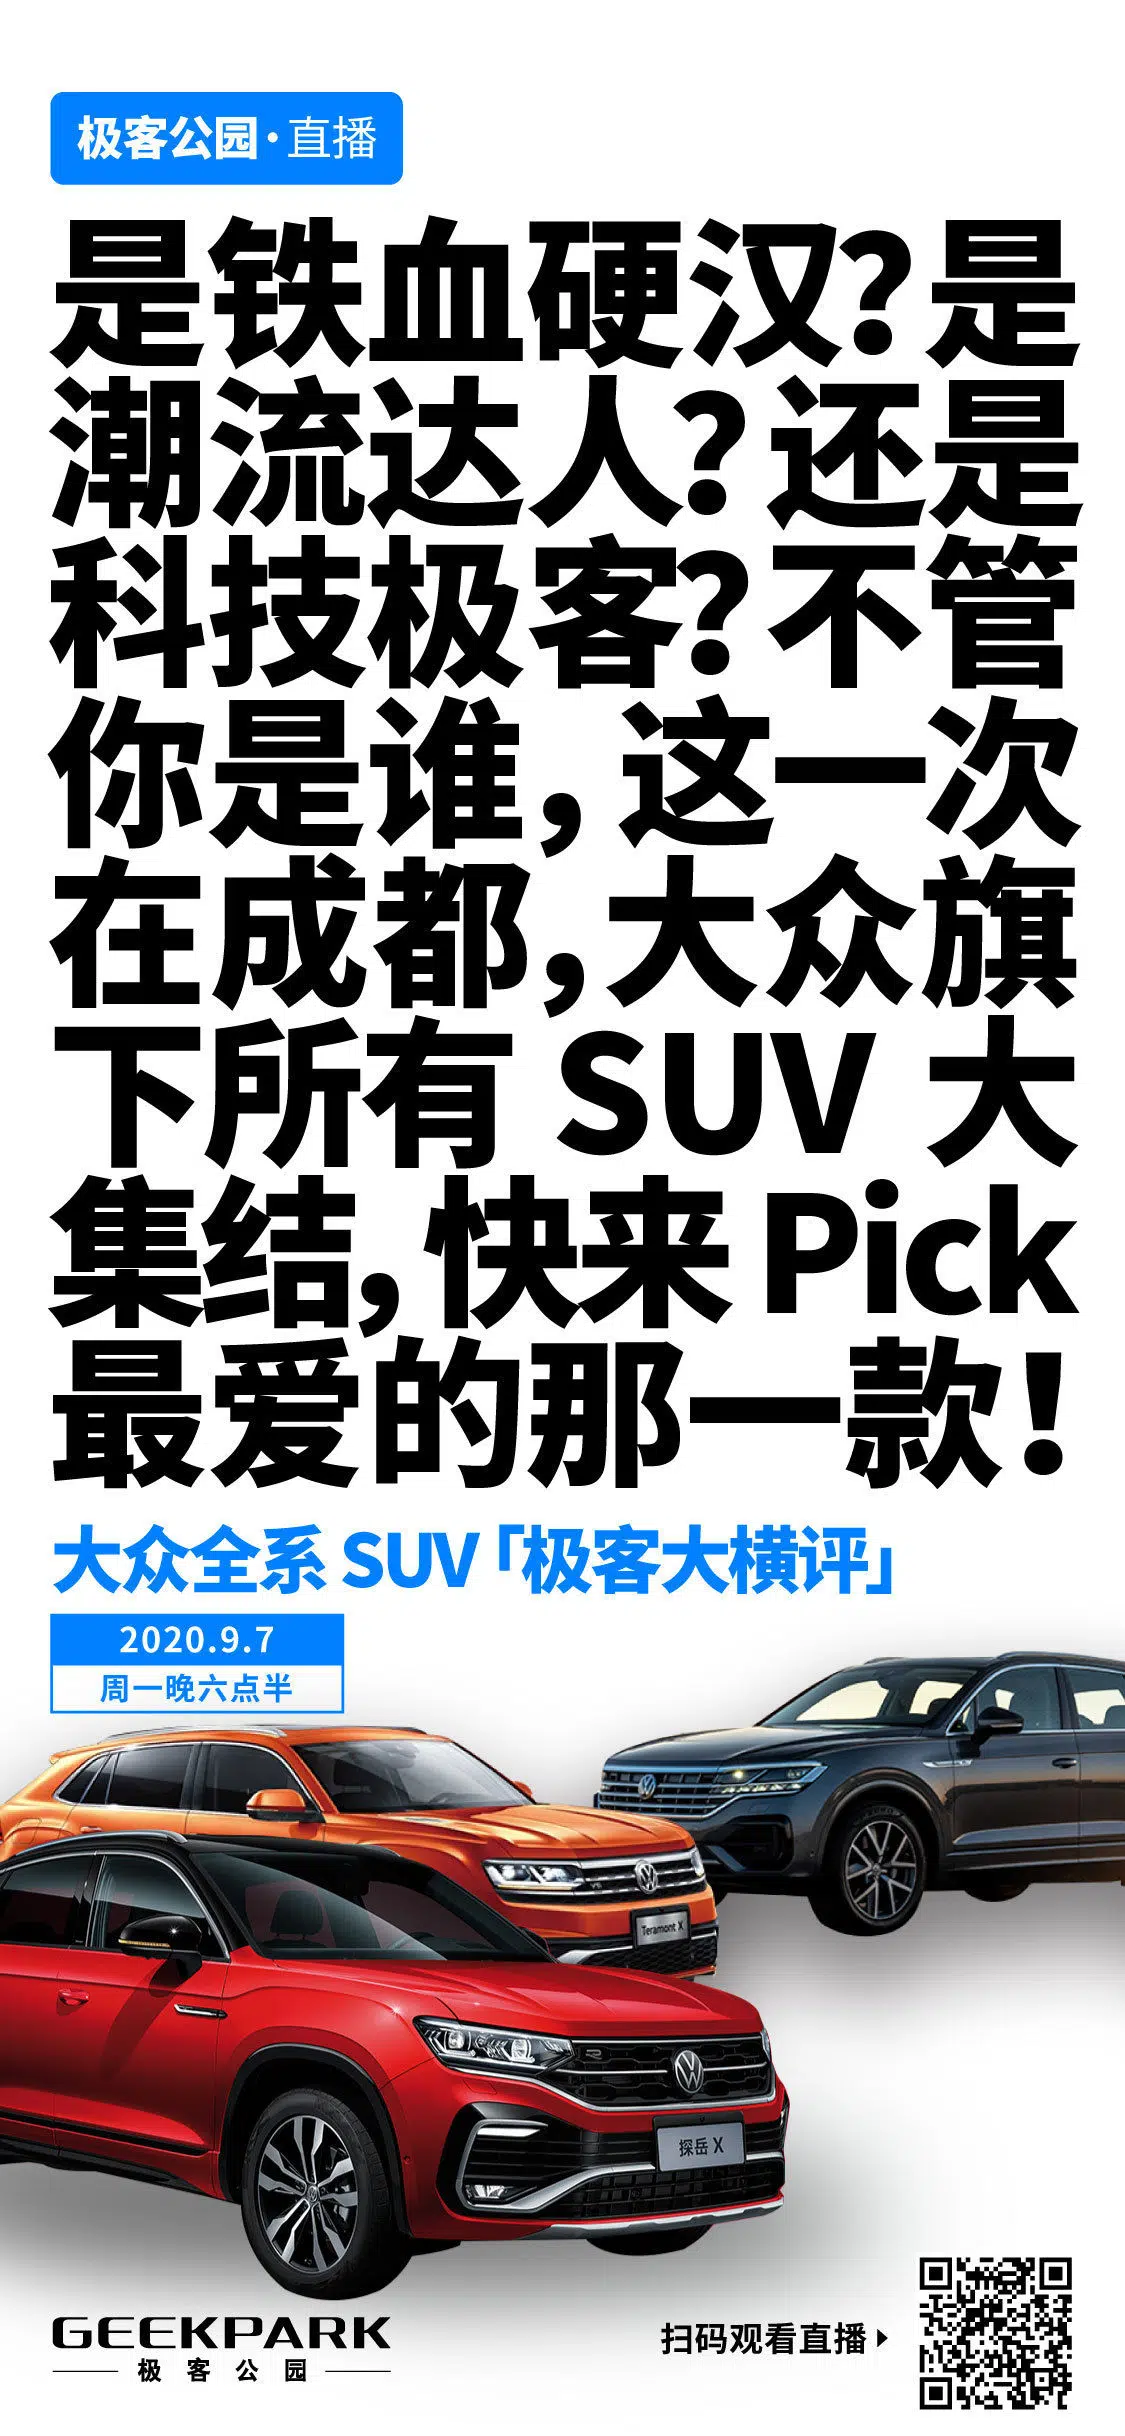 极客公园·直播
是铁血硬汉？是
潮流达人？还是
科技极客？不管
你是谁，这一次
在成都，大众旗
下所有 SUV 大
集结，快来 Pick
最爱的那一款！
大众全系 SUV「极客大横评」
2020.9.7
周一晚六点半
Teramont X
探岳 X
GEEKPARK
极客公园
扫码观看直播